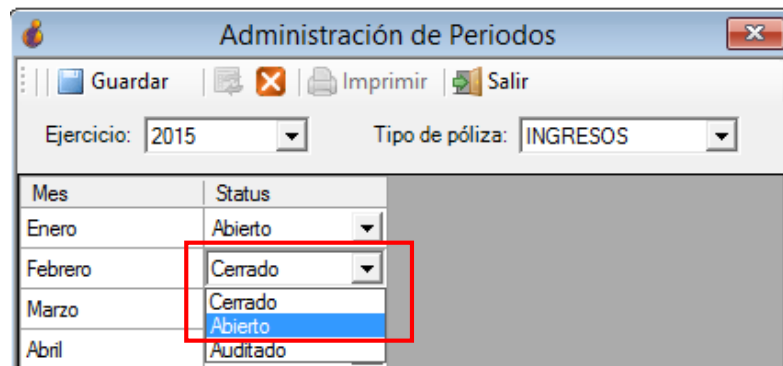 Administración de Periodos
Guardar Imprimir Salir
Ejercicio: 2015 Tipo de póliza: INGRESOS
Mes Status
Enero Abierto
Febrero Cerrado
Marzo Cerrado
Abierto
Abril Auditado